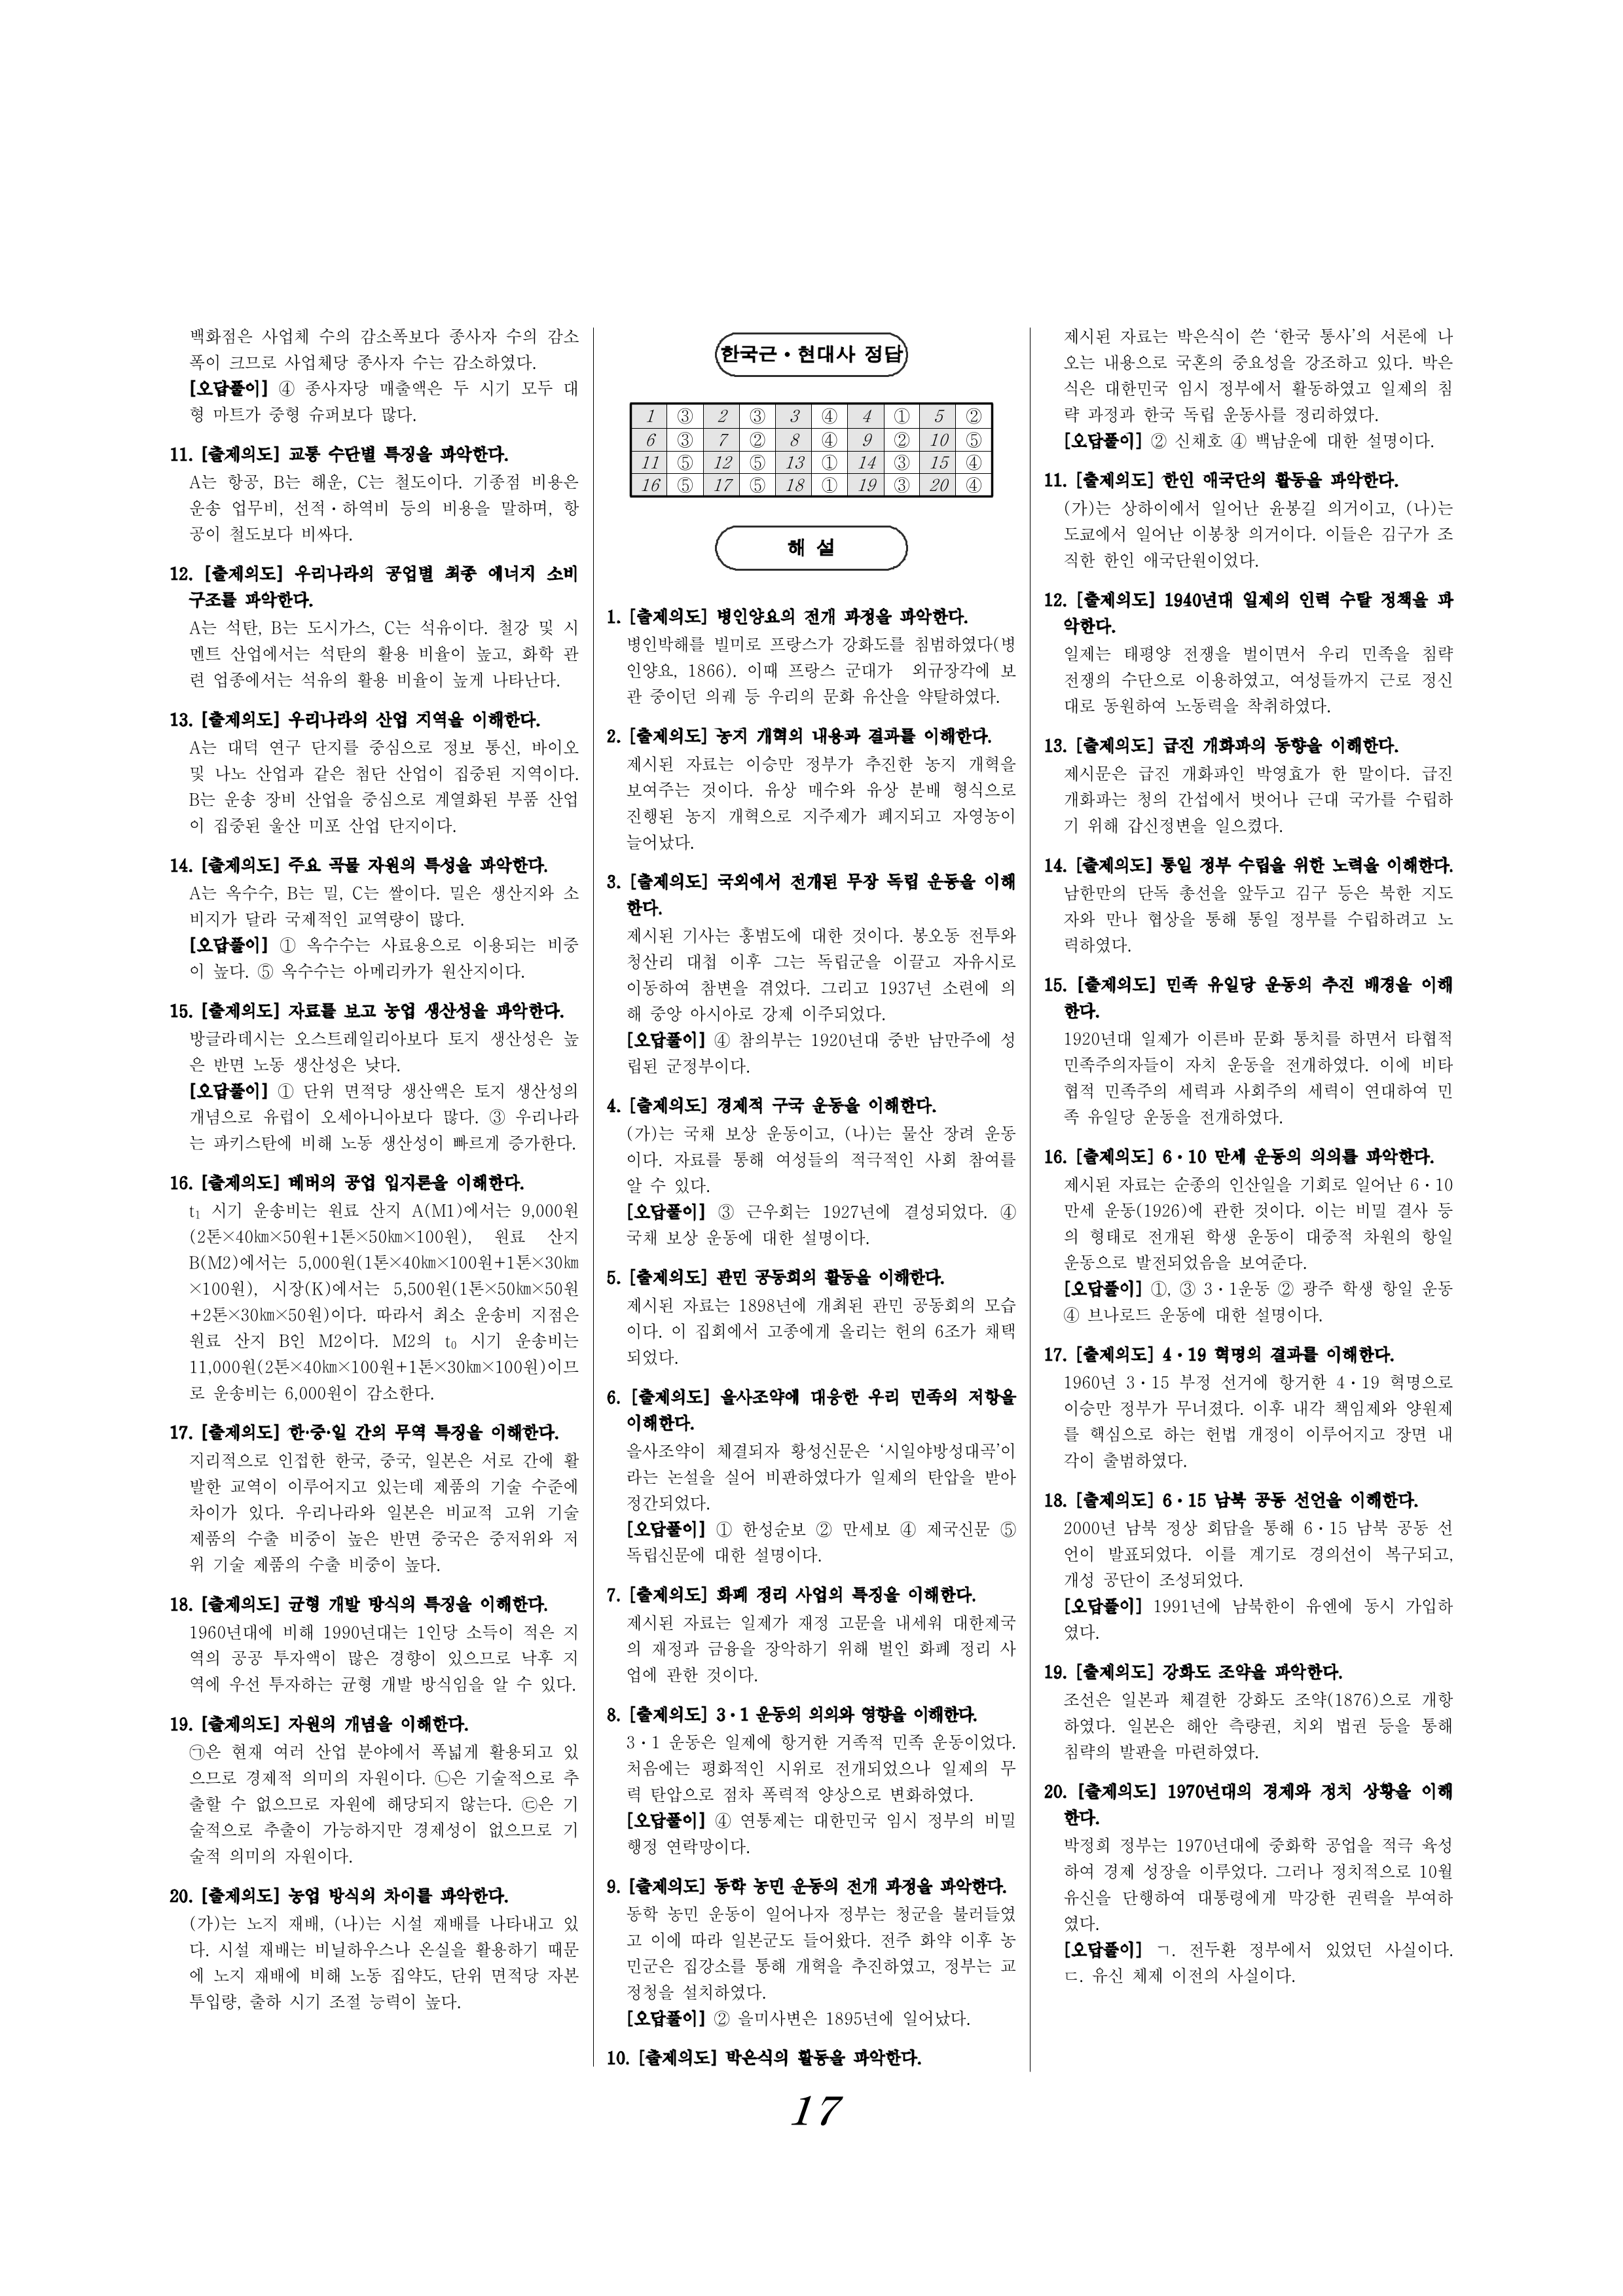 백화점은 사업체 수의 감소폭보다 종사자 수의 감소
폭이 크므로 사업체당 종사자 수는 감소하였다.
[오답풀이] ④ 종사자당 매출액은 두 시기 모두 대
형 마트가 중형 슈퍼보다 많다.
11. [출제의도] 교통 수단별 특징을 파악한다.
A는 항공, B는 해운, C는 철도이다. 기종점 비용은
운송 업무비, 선적·하역비 등의 비용을 말하며, 항
공이 철도보다 비싸다.
12. [출제의도] 우리나라의 공업별 최종 에너지 소비
구조를 파악한다.
A는 석탄, B는 도시가스, C는 석유이다. 철강 및 시
멘트 산업에서는 석탄의 활용 비율이 높고, 화학 관
련 업종에서는 석유의 활용 비율이 높게 나타난다.
13. [출제의도] 우리나라의 산업 지역을 이해한다.
A는 대덕 연구 단지를 중심으로 정보 통신, 바이오
및 나노 산업과 같은 첨단 산업이 집중된 지역이다.
B는 운송 장비 산업을 중심으로 계열화된 부품 산업
이 집중된 울산 미포 산업 단지이다.
14. [출제의도] 주요 곡물 자원의 특성을 파악한다.
A는 옥수수, B는 밀, C는 쌀이다. 밀은 생산지와 소
비지가 달라 국제적인 교역량이 많다.
[오답풀이] ① 옥수수는 사료용으로 이용되는 비중
이 높다. ⑤ 옥수수는 아메리카가 원산지이다.
15. [출제의도] 자료를 보고 농업 생산성을 파악한다.
방글라데시는 오스트레일리아보다 토지 생산성은 높
은 반면 노동 생산성은 낮다.
[오답풀이] ① 단위 면적당 생산액은 토지 생산성의
개념으로 유럽이 오세아니아보다 많다. ③ 우리나라
는 파키스탄에 비해 노동 생산성이 빠르게 증가한다.
16. [출제의도] 베버의 공업 입지론을 이해한다.
t₁ 시기 운송비는 원료 산지 A(M1)에서는 9,000원
(2톤×40㎞×50원+1톤×50㎞×100원), 원료 산지
B(M2)에서는 5,000원(1톤×40㎞×100원+1톤×30㎞
×100원), 시장(K)에서는 5,500원(1톤×50㎞×50원
+2톤×30㎞×50원)이다. 따라서 최소 운송비 지점은
원료 산지 B인 M2이다. M2의 t₀ 시기 운송비는
11,000원(2톤×40㎞×100원+1톤×30㎞×100원)이므
로 운송비는 6,000원이 감소한다.
17. [출제의도] 한·중·일 간의 무역 특징을 이해한다.
지리적으로 인접한 한국, 중국, 일본은 서로 간에 활
발한 교역이 이루어지고 있는데 제품의 기술 수준에
차이가 있다. 우리나라와 일본은 비교적 고위 기술
제품의 수출 비중이 높은 반면 중국은 중저위와 저
위 기술 제품의 수출 비중이 높다.
18. [출제의도] 균형 개발 방식의 특징을 이해한다.
1960년대에 비해 1990년대는 1인당 소득이 적은 지
역의 공공 투자액이 많은 경향이 있으므로 낙후 지
역에 우선 투자하는 균형 개발 방식임을 알 수 있다.
19. [출제의도] 자원의 개념을 이해한다.
㉠은 현재 여러 산업 분야에서 폭넓게 활용되고 있
으므로 경제적 의미의 자원이다. ㉡은 기술적으로 추
출할 수 없으므로 자원에 해당되지 않는다. ㉢은 기
술적으로 추출이 가능하지만 경제성이 없으므로 기
술적 의미의 자원이다.
20. [출제의도] 농업 방식의 차이를 파악한다.
(가)는 노지 재배, (나)는 시설 재배를 나타내고 있
다. 시설 재배는 비닐하우스나 온실을 활용하기 때문
에 노지 재배에 비해 노동 집약도, 단위 면적당 자본
투입량, 출하 시기 조절 능력이 높다.
한국근·현대사 정답
1 ③ 2 ③ 3 ④ 4 ① 5 ②
6 ③ 7 ② 8 ④ 9 ② 10 ⑤
11 ⑤ 12 ⑤ 13 ① 14 ③ 15 ④
16 ⑤ 17 ⑤ 18 ① 19 ③ 20 ④
해 설
1. [출제의도] 병인양요의 전개 과정을 파악한다.
병인박해를 빌미로 프랑스가 강화도를 침범하였다(병
인양요, 1866). 이때 프랑스 군대가 외규장각에 보
관 중이던 의궤 등 우리의 문화 유산을 약탈하였다.
2. [출제의도] 농지 개혁의 내용과 결과를 이해한다.
제시된 자료는 이승만 정부가 추진한 농지 개혁을
보여주는 것이다. 유상 매수와 유상 분배 형식으로
진행된 농지 개혁으로 지주제가 폐지되고 자영농이
늘어났다.
3. [출제의도] 국외에서 전개된 무장 독립 운동을 이해
한다.
제시된 기사는 홍범도에 대한 것이다. 봉오동 전투와
청산리 대첩 이후 그는 독립군을 이끌고 자유시로
이동하여 참변을 겪었다. 그리고 1937년 소련에 의
해 중앙 아시아로 강제 이주되었다.
[오답풀이] ④ 참의부는 1920년대 중반 남만주에 성
립된 군정부이다.
4. [출제의도] 경제적 구국 운동을 이해한다.
(가)는 국채 보상 운동이고, (나)는 물산 장려 운동
이다. 자료를 통해 여성들의 적극적인 사회 참여를
알 수 있다.
[오답풀이] ③ 근우회는 1927년에 결성되었다. ④
국채 보상 운동에 대한 설명이다.
5. [출제의도] 관민 공동회의 활동을 이해한다.
제시된 자료는 1898년에 개최된 관민 공동회의 모습
이다. 이 집회에서 고종에게 올리는 헌의 6조가 채택
되었다.
6. [출제의도] 을사조약에 대응한 우리 민족의 저항을
이해한다.
을사조약이 체결되자 황성신문은 ‘시일야방성대곡’이
라는 논설을 실어 비판하였다가 일제의 탄압을 받아
정간되었다.
[오답풀이] ① 한성순보 ② 만세보 ④ 제국신문 ⑤
독립신문에 대한 설명이다.
7. [출제의도] 화폐 정리 사업의 특징을 이해한다.
제시된 자료는 일제가 재정 고문을 내세워 대한제국
의 재정과 금융을 장악하기 위해 벌인 화폐 정리 사
업에 관한 것이다.
8. [출제의도] 3·1 운동의 의의와 영향을 이해한다.
3·1 운동은 일제에 항거한 거족적 민족 운동이었다.
처음에는 평화적인 시위로 전개되었으나 일제의 무
력 탄압으로 점차 폭력적 양상으로 변화하였다.
[오답풀이] ④ 연통제는 대한민국 임시 정부의 비밀
행정 연락망이다.
9. [출제의도] 동학 농민 운동의 전개 과정을 파악한다.
동학 농민 운동이 일어나자 정부는 청군을 불러들였
고 이에 따라 일본군도 들어왔다. 전주 화약 이후 농
민군은 집강소를 통해 개혁을 추진하였고, 정부는 교
정청을 설치하였다.
[오답풀이] ② 을미사변은 1895년에 일어났다.
10. [출제의도] 박은식의 활동을 파악한다.
제시된 자료는 박은식이 쓴 ‘한국 통사’의 서론에 나
오는 내용으로 국혼의 중요성을 강조하고 있다. 박은
식은 대한민국 임시 정부에서 활동하였고 일제의 침
략 과정과 한국 독립 운동사를 정리하였다.
[오답풀이] ② 신채호 ④ 백남운에 대한 설명이다.
11. [출제의도] 한인 애국단의 활동을 파악한다.
(가)는 상하이에서 일어난 윤봉길 의거이고, (나)는
도쿄에서 일어난 이봉창 의거이다. 이들은 김구가 조
직한 한인 애국단원이었다.
12. [출제의도] 1940년대 일제의 인력 수탈 정책을 파
악한다.
일제는 태평양 전쟁을 벌이면서 우리 민족을 침략
전쟁의 수단으로 이용하였고, 여성들까지 근로 정신
대로 동원하여 노동력을 착취하였다.
13. [출제의도] 급진 개화파의 동향을 이해한다.
제시문은 급진 개화파인 박영효가 한 말이다. 급진
개화파는 청의 간섭에서 벗어나 근대 국가를 수립하
기 위해 갑신정변을 일으켰다.
14. [출제의도] 통일 정부 수립을 위한 노력을 이해한다.
남한만의 단독 총선을 앞두고 김구 등은 북한 지도
자와 만나 협상을 통해 통일 정부를 수립하려고 노
력하였다.
15. [출제의도] 민족 유일당 운동의 추진 배경을 이해
한다.
1920년대 일제가 이른바 문화 통치를 하면서 타협적
민족주의자들이 자치 운동을 전개하였다. 이에 비타
협적 민족주의 세력과 사회주의 세력이 연대하여 민
족 유일당 운동을 전개하였다.
16. [출제의도] 6·10 만세 운동의 의의를 파악한다.
제시된 자료는 순종의 인산일을 기회로 일어난 6·10
만세 운동(1926)에 관한 것이다. 이는 비밀 결사 등
의 형태로 전개된 학생 운동이 대중적 차원의 항일
운동으로 발전되었음을 보여준다.
[오답풀이] ①, ③ 3·1운동 ② 광주 학생 항일 운동
④ 브나로드 운동에 대한 설명이다.
17. [출제의도] 4·19 혁명의 결과를 이해한다.
1960년 3·15 부정 선거에 항거한 4·19 혁명으로
이승만 정부가 무너졌다. 이후 내각 책임제와 양원제
를 핵심으로 하는 헌법 개정이 이루어지고 장면 내
각이 출범하였다.
18. [출제의도] 6·15 남북 공동 선언을 이해한다.
2000년 남북 정상 회담을 통해 6·15 남북 공동 선
언이 발표되었다. 이를 계기로 경의선이 복구되고,
개성 공단이 조성되었다.
[오답풀이] 1991년에 남북한이 유엔에 동시 가입하
였다.
19. [출제의도] 강화도 조약을 파악한다.
조선은 일본과 체결한 강화도 조약(1876)으로 개항
하였다. 일본은 해안 측량권, 치외 법권 등을 통해
침략의 발판을 마련하였다.
20. [출제의도] 1970년대의 경제와 정치 상황을 이해
한다.
박정희 정부는 1970년대에 중화학 공업을 적극 육성
하여 경제 성장을 이루었다. 그러나 정치적으로 10월
유신을 단행하여 대통령에게 막강한 권력을 부여하
였다.
[오답풀이] ㄱ. 전두환 정부에서 있었던 사실이다.
ㄷ. 유신 체제 이전의 사실이다.
17